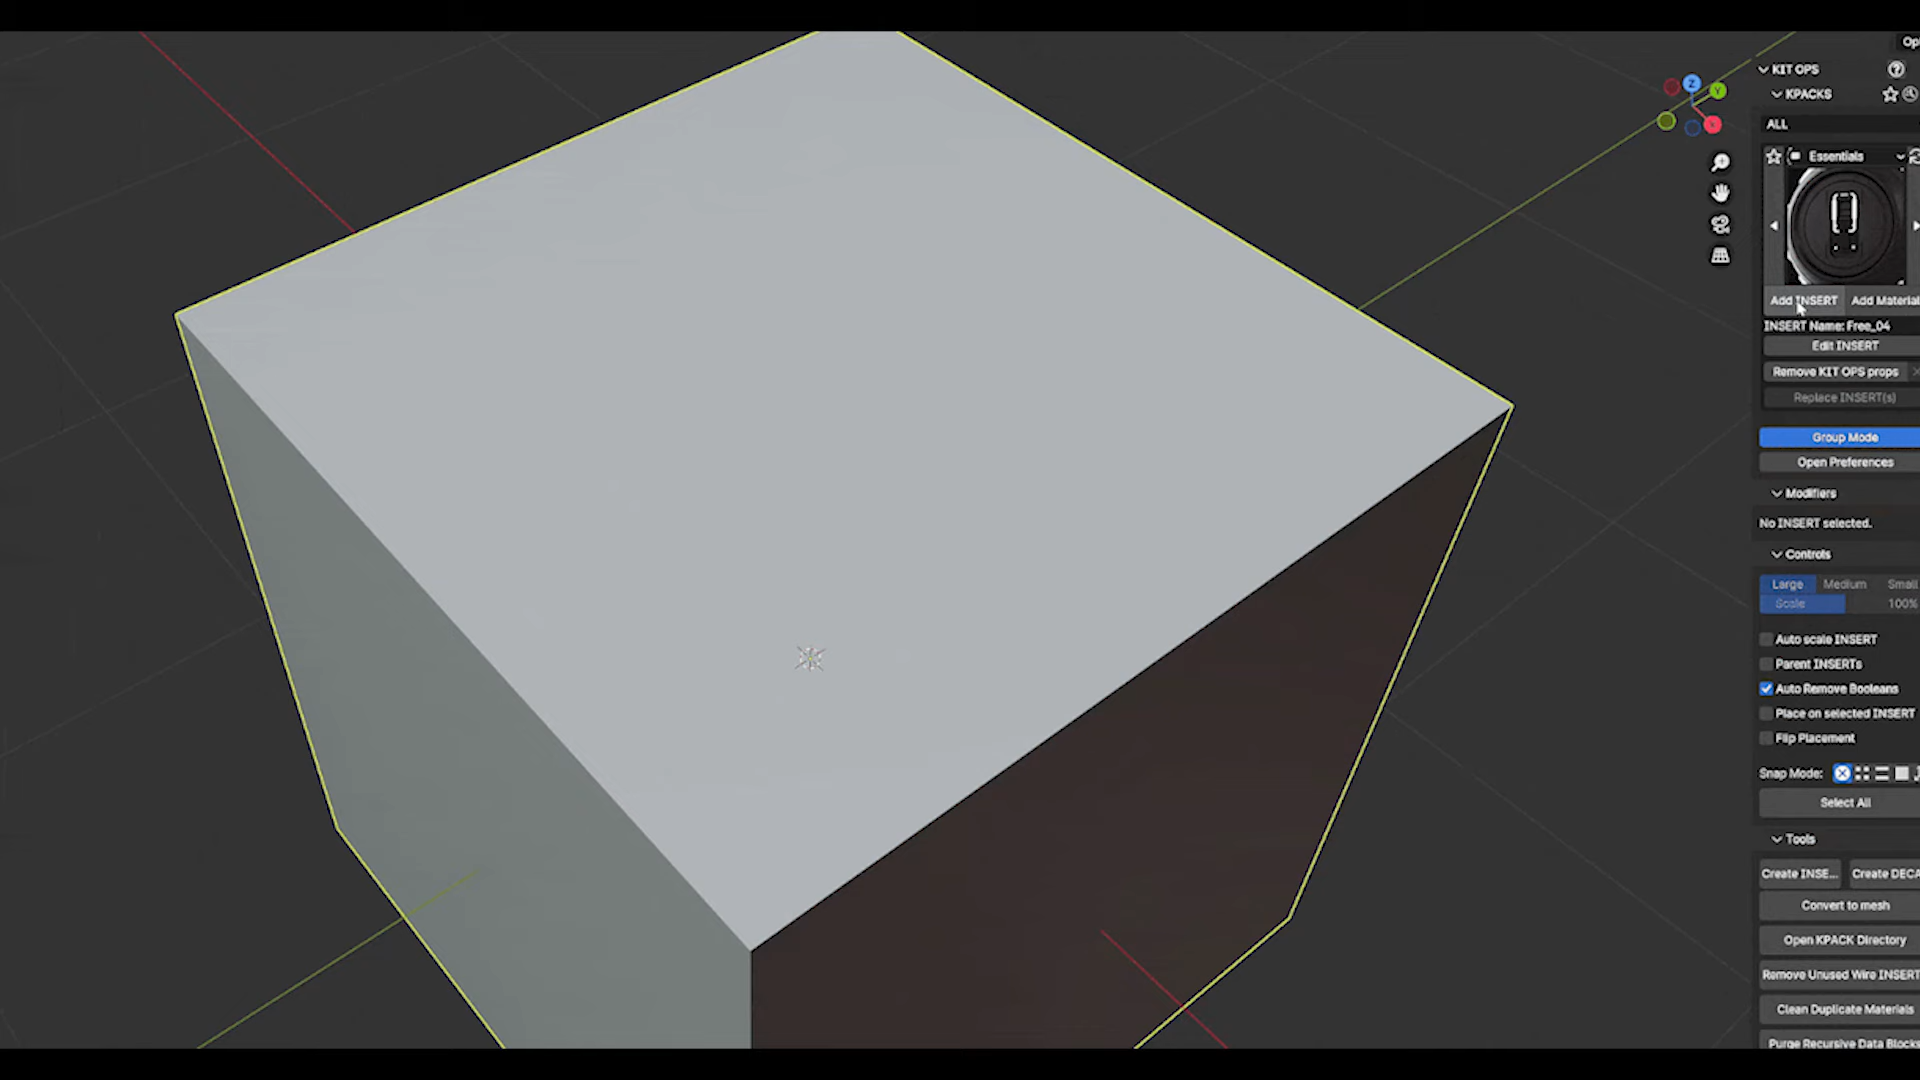 Op
KIT OPS
KPACKS
ALL
Essentials
Add INSERT Add Material
INSERT Name: Free_04
Edit INSERT
Remove KIT OPS props
Replace INSERT(s)
Group Mode
Open Preferences
Modifiers
No INSERT selected.
Controls
Large Medium Small
Scale 100%
Auto scale INSERT
Parent INSERTs
Auto Remove Booleans
Place on selected INSERT
Flip Placement
Snap Mode:
Select All
Tools
Create INSE... Create DECA
Convert to mesh
Open KPACK Directory
Remove Unused Wire INSERT
Clean Duplicate Materials
Purge Recursive Data Blocks
Z
Y